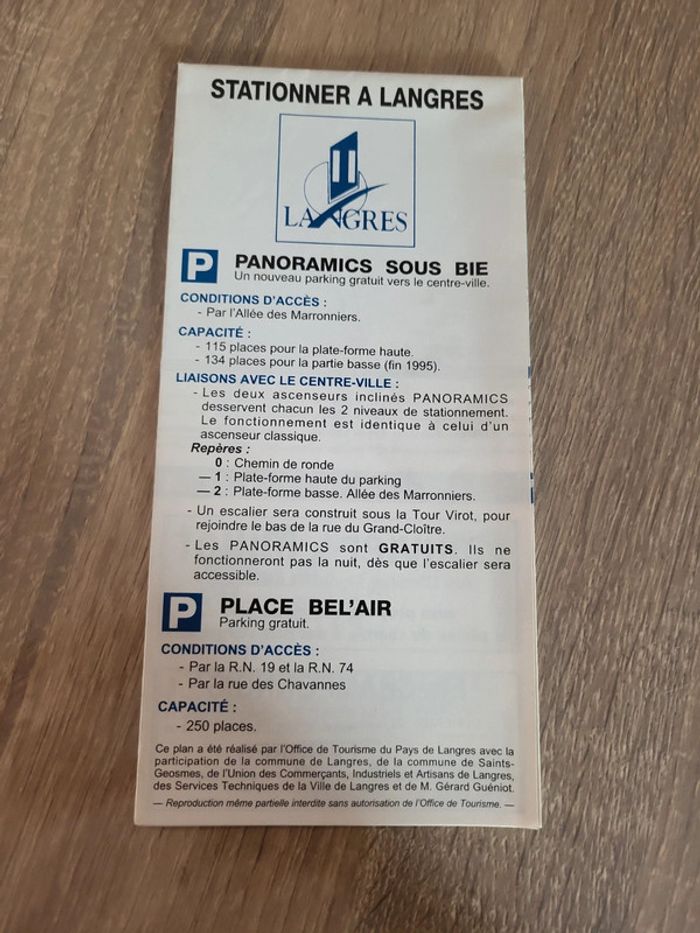 STATIONNER A LANGRES
LANGRES
P PANORAMICS SOUS BIE
Un nouveau parking gratuit vers le centre-ville.
CONDITIONS D'ACCÈS :
- Par l'Allée des Marronniers.
CAPACITÉ :
- 115 places pour la plate-forme haute.
- 134 places pour la partie basse (fin 1995).
LIAISONS AVEC LE CENTRE-VILLE :
- Les deux ascenseurs inclinés PANORAMICS
desservent chacun les 2 niveaux de stationnement.
Le fonctionnement est identique à celui d'un
ascenseur classique.
Repères :
0 : Chemin de ronde
— 1 : Plate-forme haute du parking
— 2 : Plate-forme basse. Allée des Marronniers.
- Un escalier sera construit sous la Tour Virot, pour
rejoindre le bas de la rue du Grand-Cloître.
- Les PANORAMICS sont GRATUITS. Ils ne
fonctionneront pas la nuit, dès que l'escalier sera
accessible.
P PLACE BEL'AIR
Parking gratuit.
CONDITIONS D'ACCÈS :
- Par la R.N. 19 et la R.N. 74
- Par la rue des Chavannes
CAPACITÉ :
- 250 places.
Ce plan a été réalisé par l'Office de Tourisme du Pays de Langres avec la
participation de la commune de Langres, de la commune de Saints-
Geosmes, de l'Union des Commerçants, Industriels et Artisans de Langres,
des Services Techniques de la Ville de Langres et de M. Gérard Guéniot.
— Reproduction même partielle interdite sans autorisation de l'Office de Tourisme. —